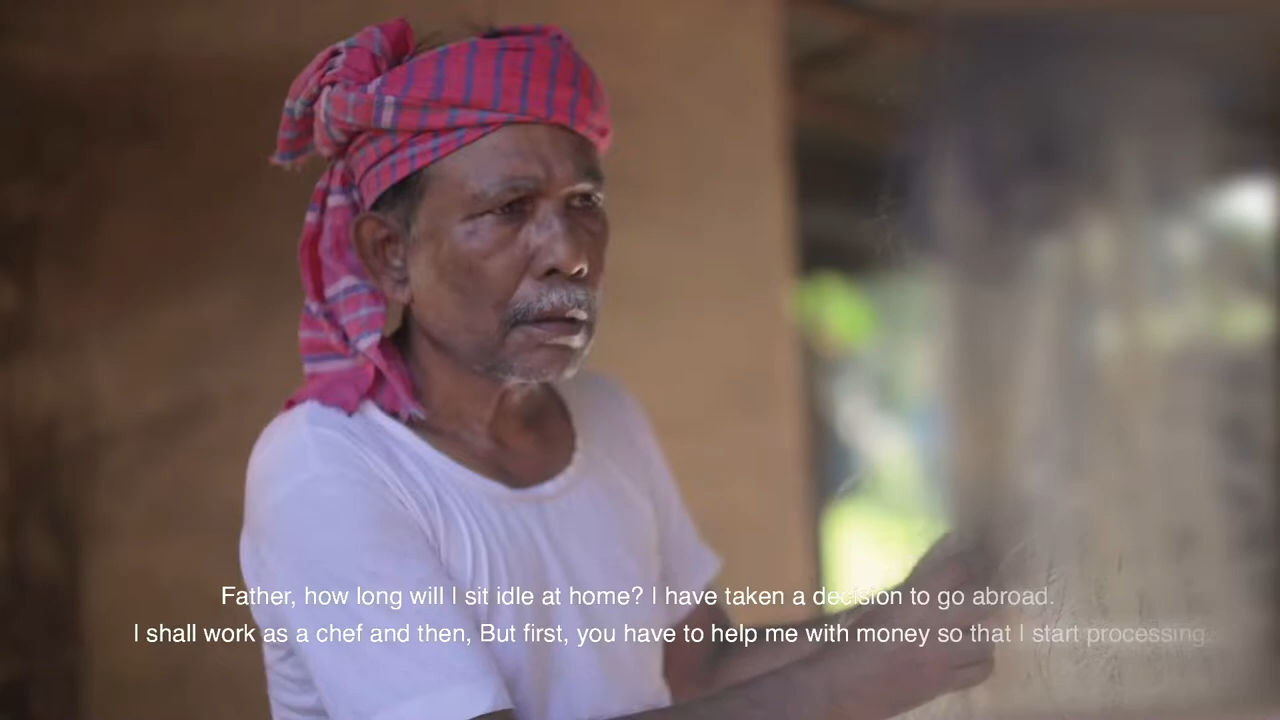 Father, how long will I sit idle at home? I have taken a decision to go abroad.
I shall work as a chef and then, But first, you have to help me with money so that I start processing.